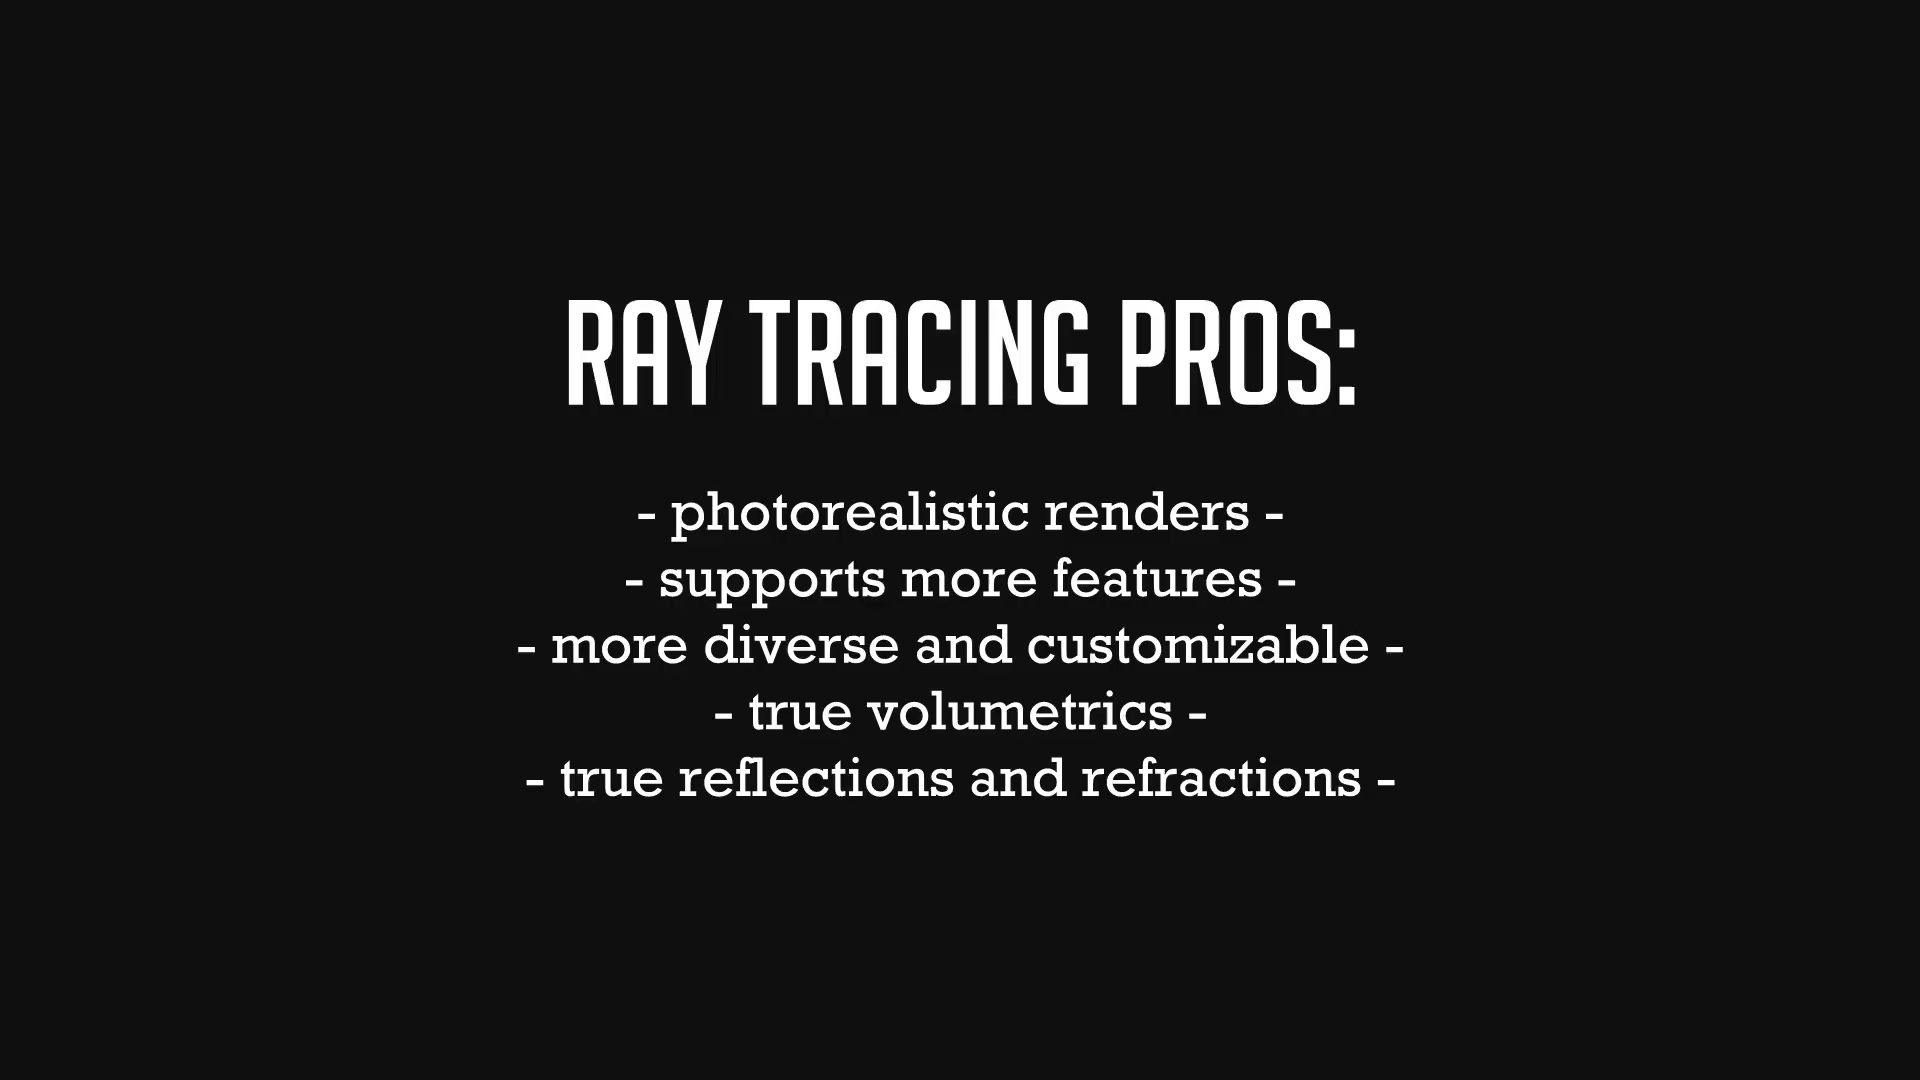 RAY TRACING PROS:
- photorealistic renders -
- supports more features -
- more diverse and customizable -
- true volumetrics -
- true reflections and refractions -